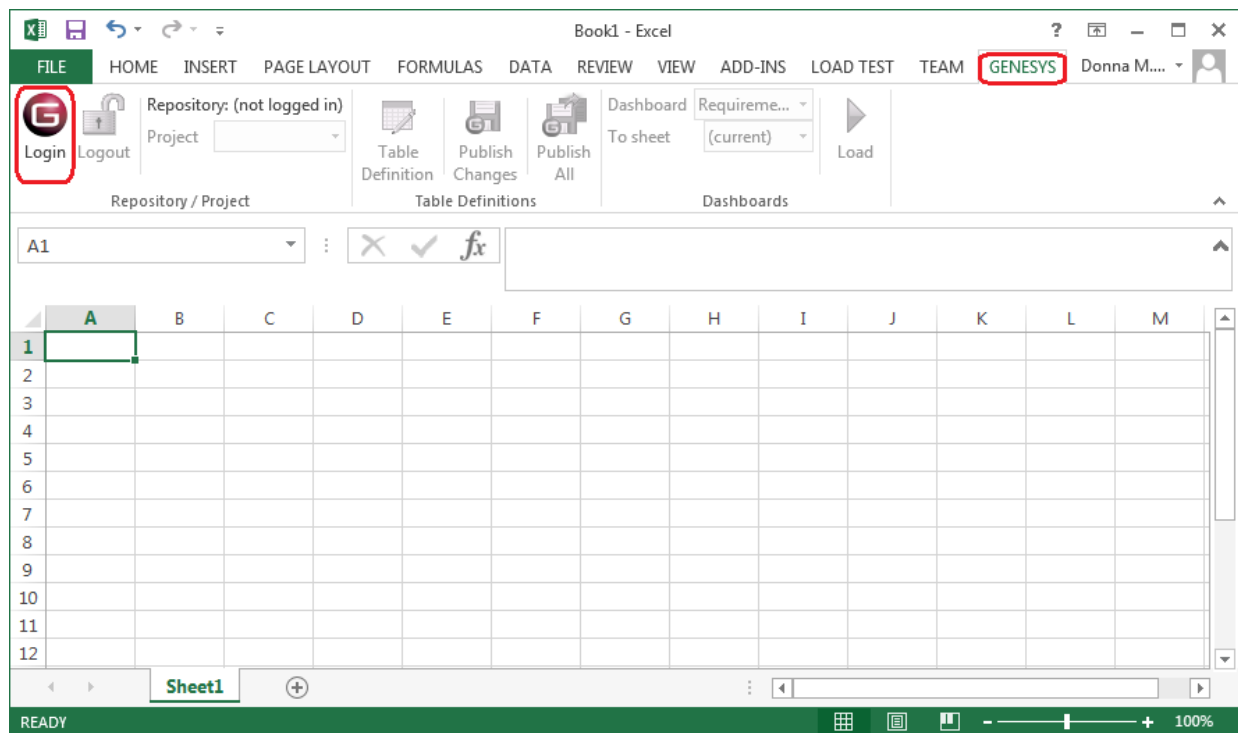 Book1 - Excel
?
FILE HOME INSERT PAGE LAYOUT FORMULAS DATA REVIEW VIEW ADD-INS LOAD TEST TEAM GENESYS Donna M....
Repository: (not logged in) Dashboard Requireme...
Project To sheet (current)
Login Logout Table Definition Publish Changes Publish All Load
Repository / Project Table Definitions Dashboards
A1 fx
A B C D E F G H I J K L M
1
2
3
4
5
6
7
8
9
10
11
12
Sheet1
READY 100%